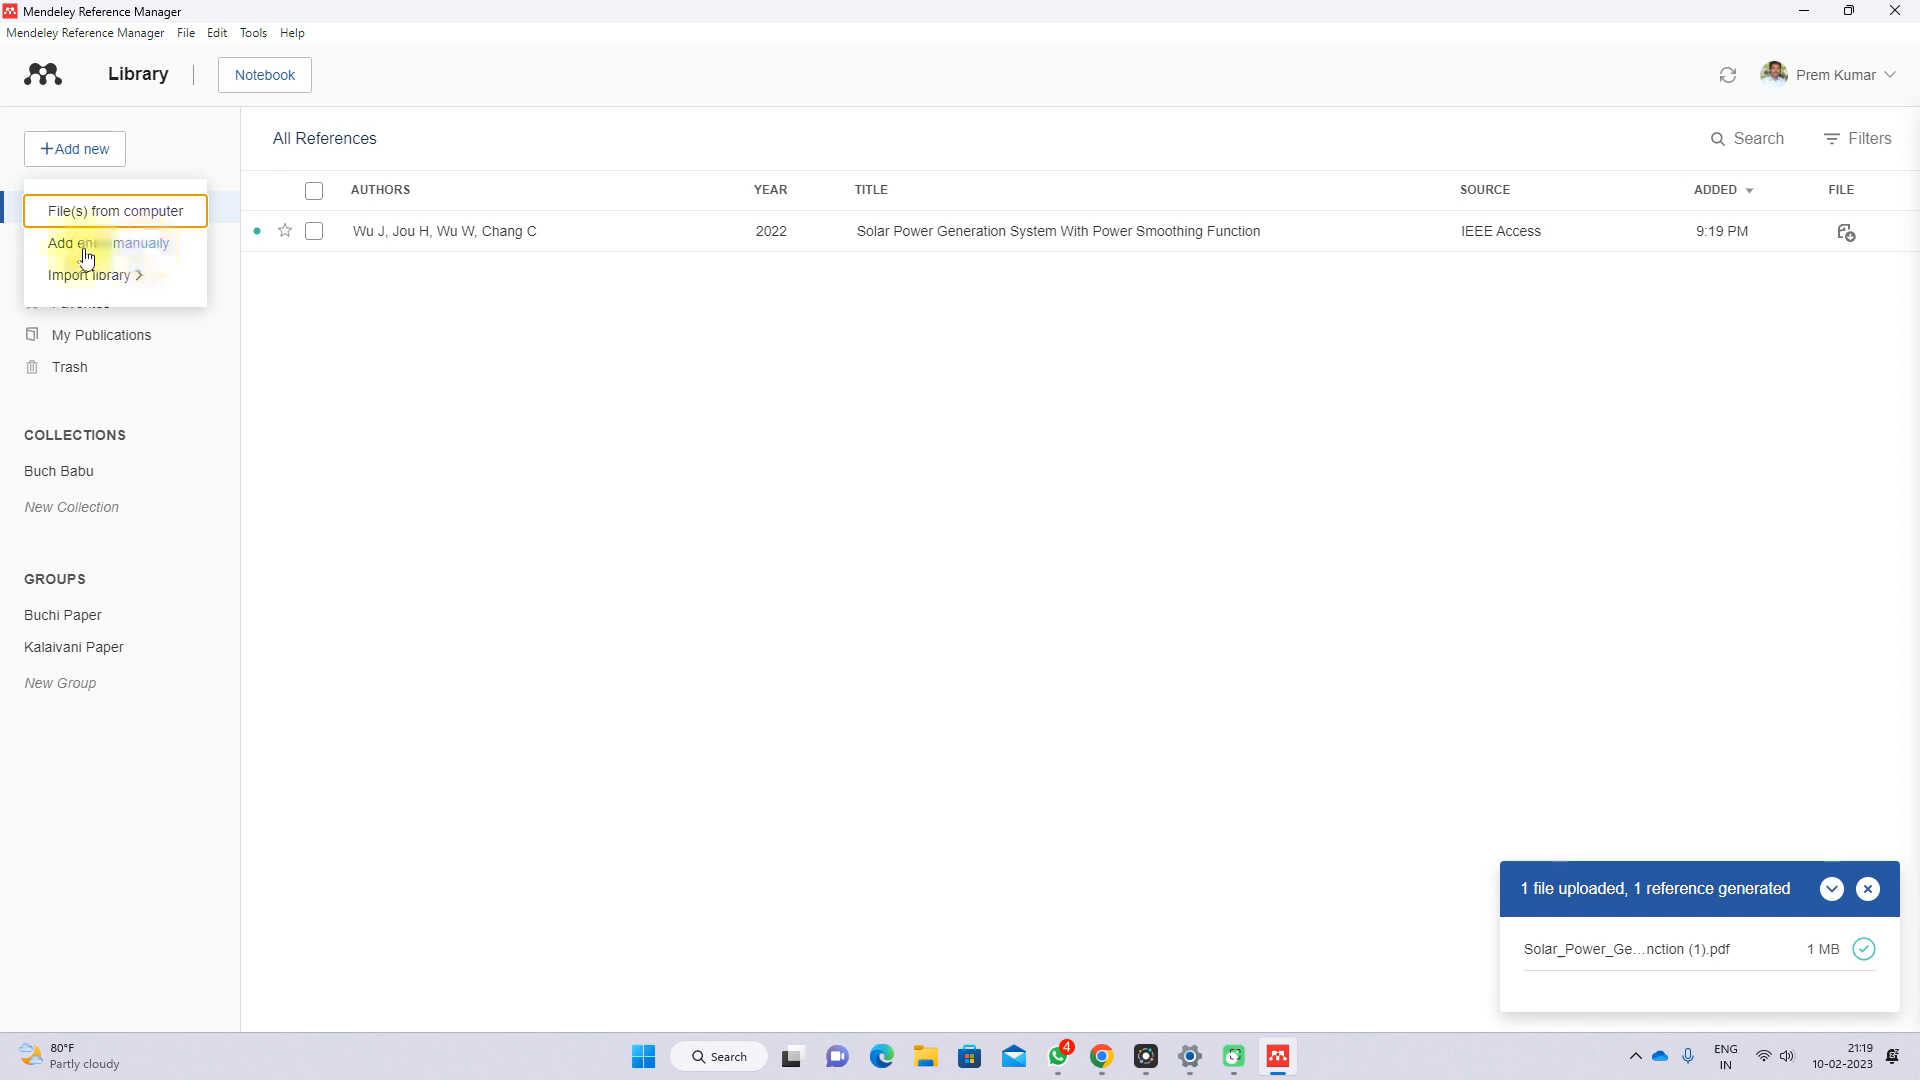 Mendeley Reference Manager
Mendeley Reference Manager File Edit Tools Help
Library | Notebook
Prem Kumar
+Add new
All References
Search
Filters
AUTHORS YEAR TITLE SOURCE ADDED FILE
File(s) from computer
Wu J, Jou H, Wu W, Chang C 2022 Solar Power Generation System With Power Smoothing Function IEEE Access 9:19 PM
Add manually
Import library >
My Publications
Trash
COLLECTIONS
Buch Babu
New Collection
GROUPS
Buchi Paper
Kalaivani Paper
New Group
1 file uploaded, 1 reference generated
Solar_Power_Ge...nction (1).pdf 1 MB
80°F
Partly cloudy
Search
4
ENG
IN
21:19
10-02-2023